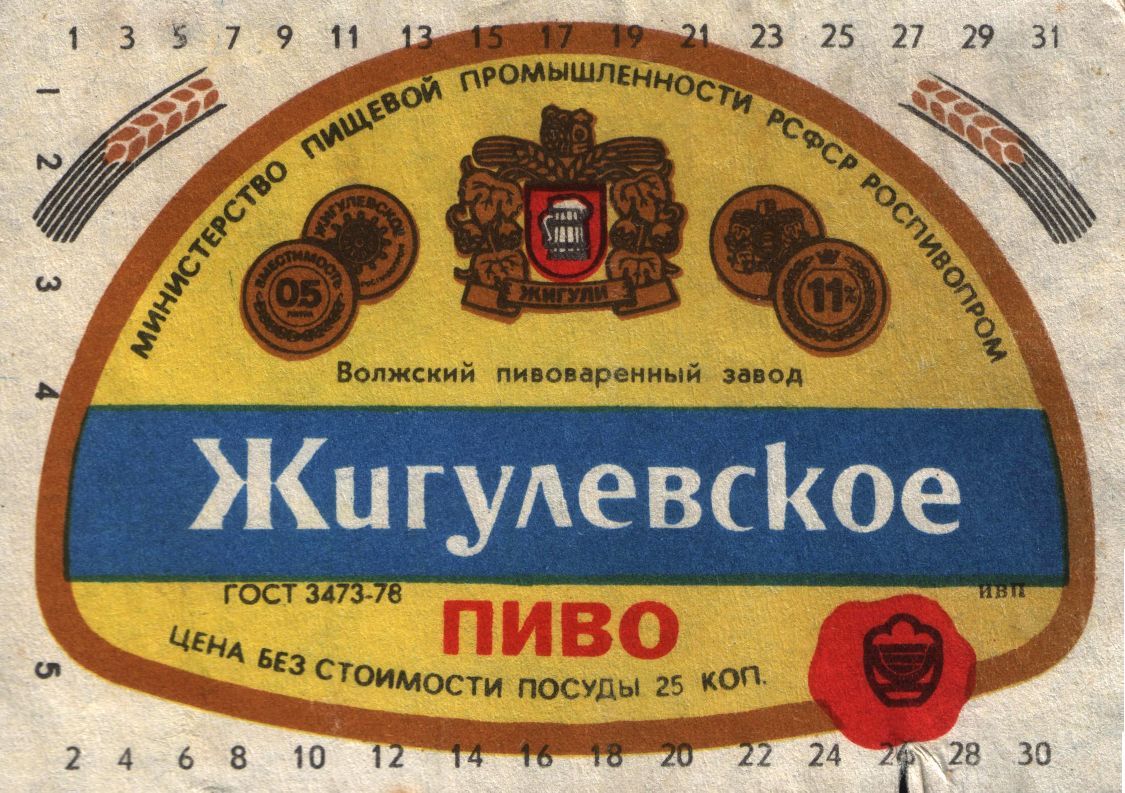 1 3 5 7 9 11 13 15 17 19 21 23 25 27 29 31
1
2
3
4
5
МИНИСТЕРСТВО ПИЩЕВОЙ ПРОМЫШЛЕННОСТИ РСФСР РОСПИВОПРОМ
ЖИГУЛЕВСКОЕ
ВМЕСТИМОСТЬ
05
ЛИТРА
ЖИГУЛИ
11%
Волжский пивоваренный завод
Жигулевское
ГОСТ 3473-78
ИВП
ПИВО
ЦЕНА БЕЗ СТОИМОСТИ ПОСУДЫ 25 КОП.
2 4 6 8 10 12 14 16 18 20 22 24 26 28 30